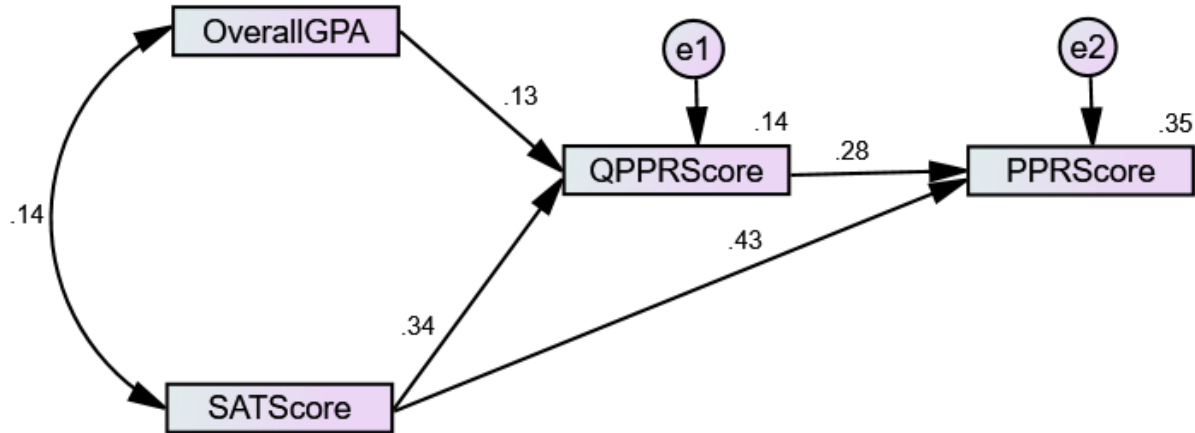 OverallGPA
e1
e2
.13
.14
.35
QPPRScore
.28
PPRScore
.14
.43
.34
SATScore